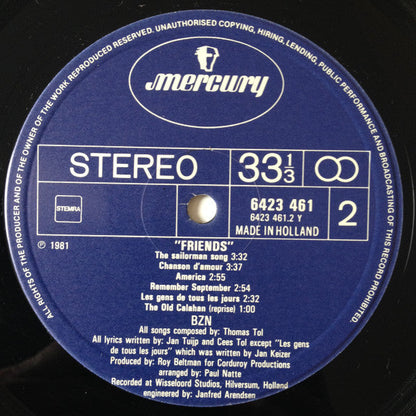 ALL RIGHTS OF THE PRODUCER AND OF THE OWNER OF THE WORK REPRODUCED RESERVED. UNAUTHORISED COPYING, HIRING, LENDING, PUBLIC PERFORMANCE AND BROADCASTING OF THIS RECORD PROHIBITED.
mercury
STEREO
33 1/3
STEMRA
6423 461
6423 461.2 Y
MADE IN HOLLAND
2
℗ 1981
"FRIENDS"
The sailorman song 3:32
Chanson d'amour 3:37
America 2:55
Remember September 2:54
Les gens de tous les jours 2:32
The Old Calahan (reprise) 1:00
BZN
All songs composed by: Thomas Tol
All lyrics written by: Jan Tuijp and Cees Tol except "Les gens
de tous les jours" which was written by Jan Keizer
Produced by: Roy Beltman for Corduroy Productions
arranged by: Paul Natte
Recorded at Wisseloord Studios, Hilversum, Holland
engineered by: Janfred Arendsen